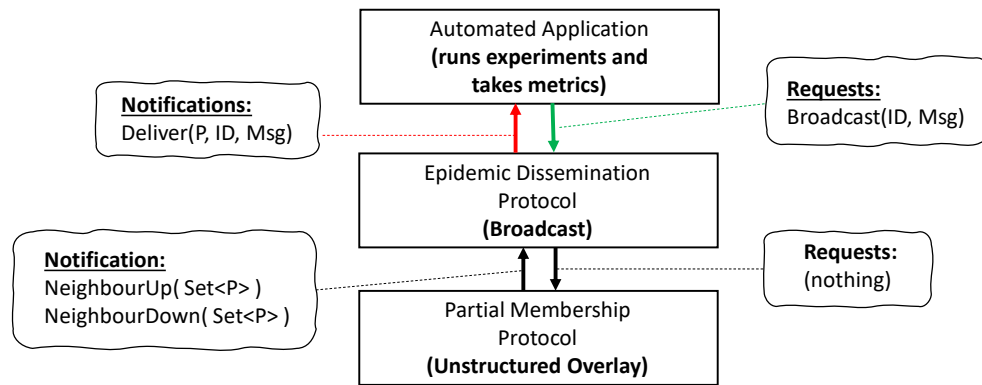 Automated Application
(runs experiments and
takes metrics)
Notifications:
Deliver(P, ID, Msg)
Requests:
Broadcast(ID, Msg)
Epidemic Dissemination
Protocol
(Broadcast)
Notification:
NeighbourUp( Set<P> )
NeighbourDown( Set<P> )
Requests:
(nothing)
Partial Membership
Protocol
(Unstructured Overlay)